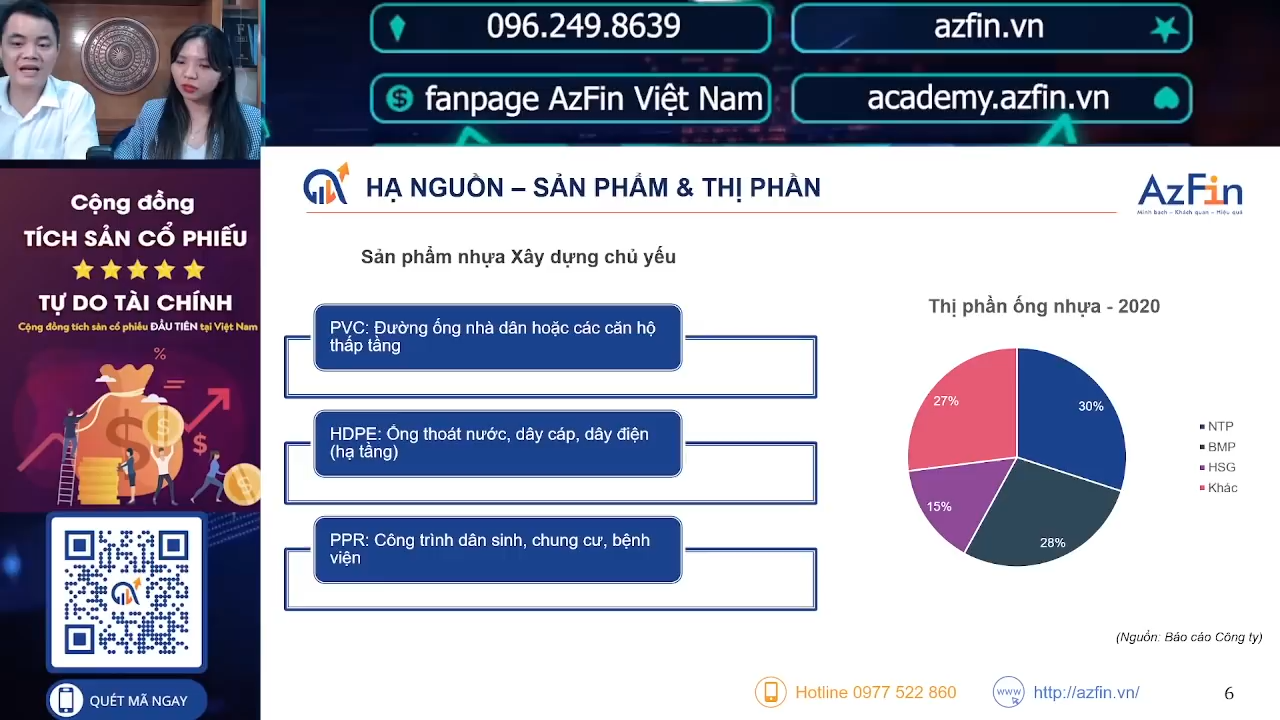 096.249.8639
azfin.vn
fanpage AzFin Việt Nam
academy.azfin.vn
Cộng đồng
TÍCH SẢN CỔ PHIẾU
TỰ DO TÀI CHÍNH
Cộng đồng tích sản cổ phiếu ĐẦU TIÊN tại Việt Nam
%
$
$
$
$
QUÉT MÃ NGAY
HẠ NGUỒN – SẢN PHẨM & THỊ PHẦN
AzFin
Minh bạch – Khách quan – Hiệu quả
Sản phẩm nhựa Xây dựng chủ yếu
PVC: Đường ống nhà dân hoặc các căn hộ
thấp tầng
HDPE: Ống thoát nước, dây cáp, dây điện
(hạ tầng)
PPR: Công trình dân sinh, chung cư, bệnh
viện
Thị phần ống nhựa - 2020
27%
30%
15%
28%
NTP
BMP
HSG
Khác
(Nguồn: Báo cáo Công ty)
Hotline 0977 522 860
www
http://azfin.vn/
6